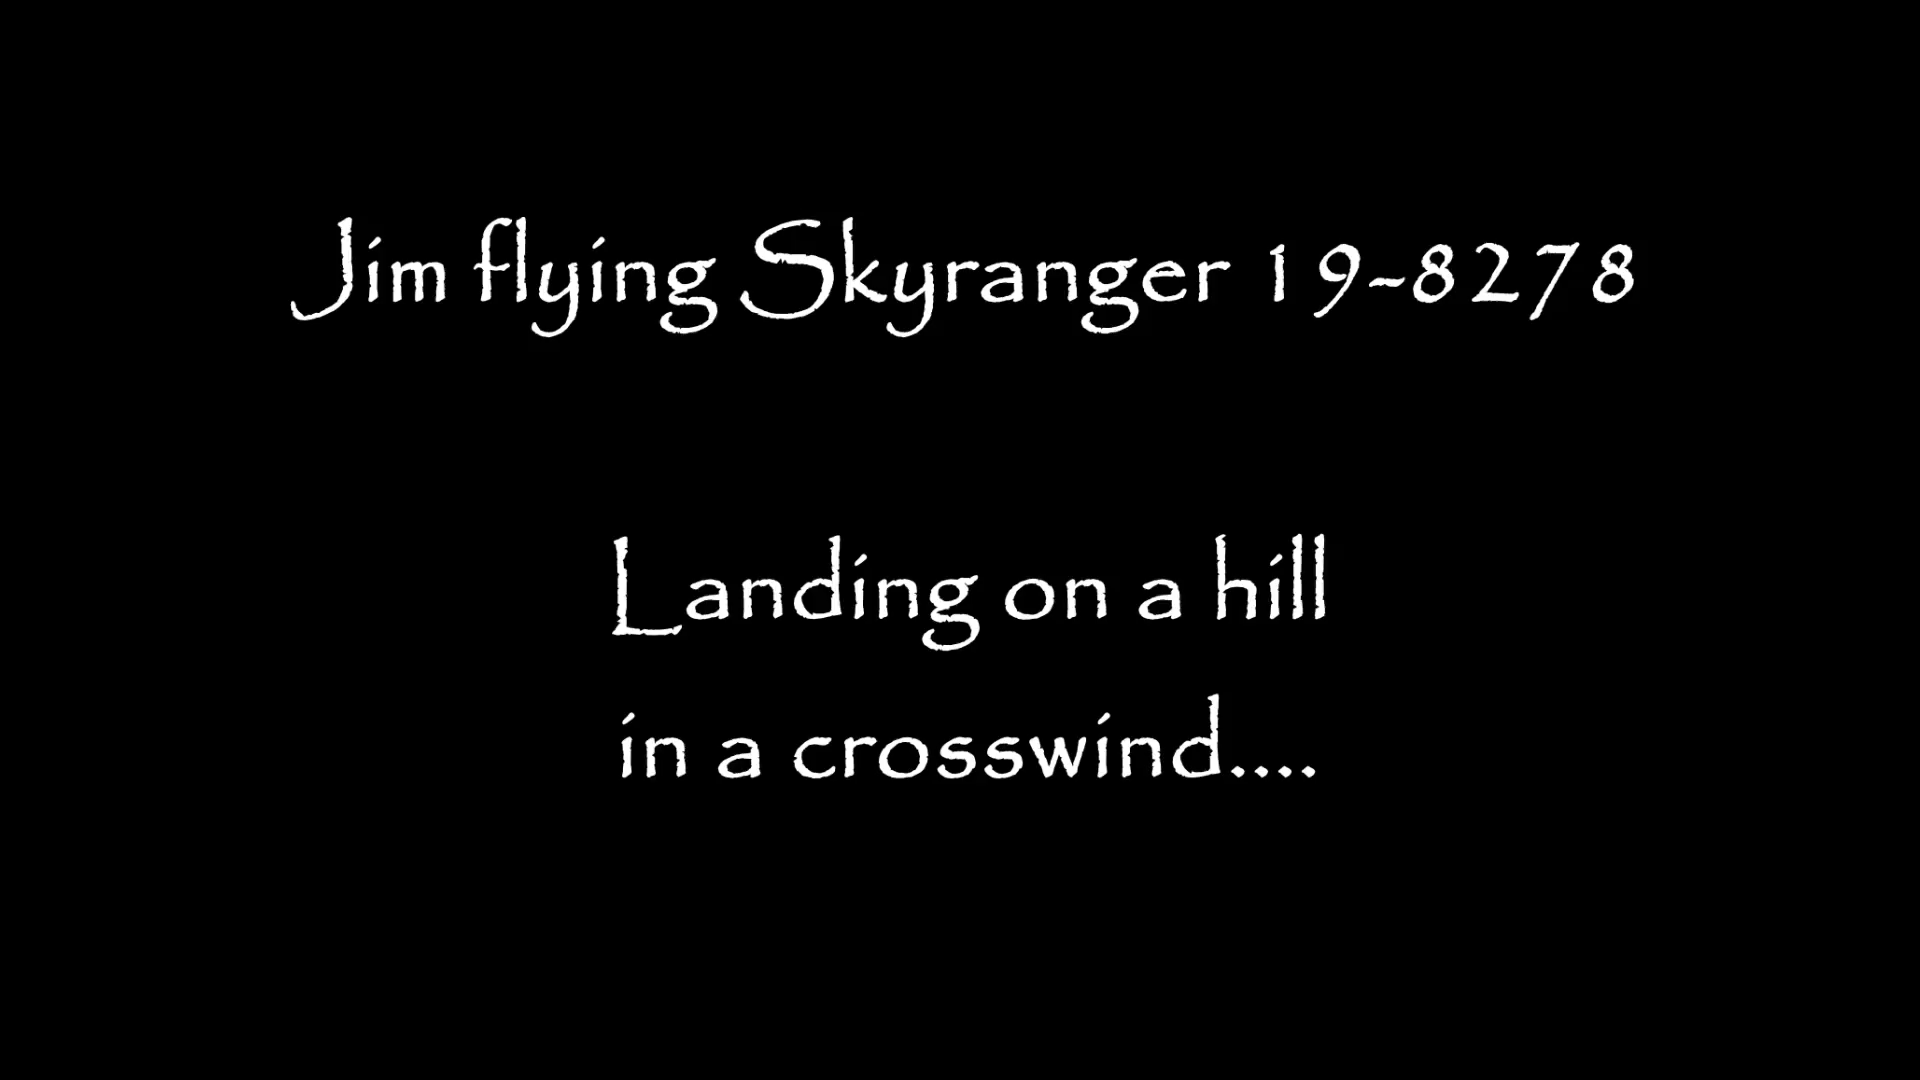 Jim flying Skyranger 19-8278
Landing on a hill
in a crosswind....